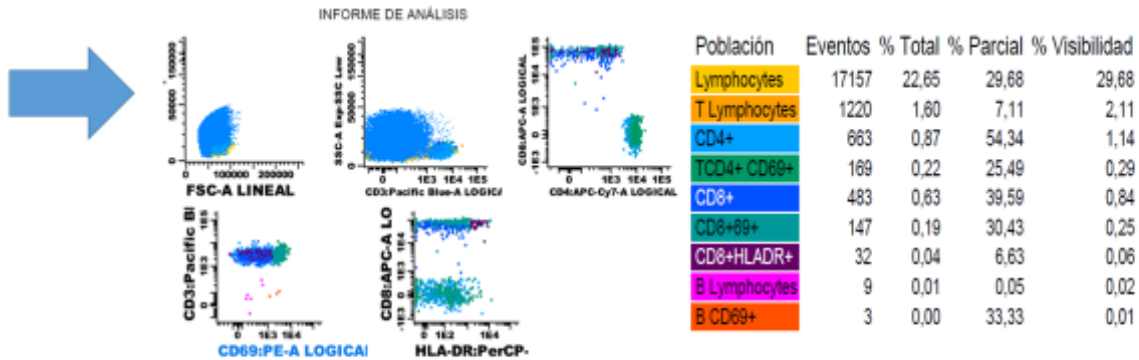 INFORME DE ANÁLISIS
SSC-A Exp-SSC Low
CD8:APC-A LOGICAL
150000
100000
50000
0
0 100000 200000
FSC-A LINEAL
150000
100000
50000
0
0 1E3 1E4 1E5
CD3:Pacific Blue-A LOGICA
1E5
1E4
1E3
0
-1E3
0 1E3 1E4 1E5
CD4:APC-Cy7-A LOGICAL
CD3:Pacific Bl
1E5
1E3
0
0 1E3 1E4
CD69:PE-A LOGICAL
CD8:APC-A LO
1E4
1E3
0
-1E3
0 1E3 1E4
HLA-DR:PerCP-
Población Eventos % Total % Parcial % Visibilidad
Lymphocytes 17157 22,65 29,68 29,68
T Lymphocytes 1220 1,60 7,11 2,11
CD4+ 663 0,87 54,34 1,14
TCD4+ CD69+ 169 0,22 25,49 0,29
CD8+ 483 0,63 39,59 0,84
CD8+69+ 147 0,19 30,43 0,25
CD8+HLADR+ 32 0,04 6,63 0,06
B Lymphocytes 9 0,01 0,05 0,02
B CD69+ 3 0,00 33,33 0,01